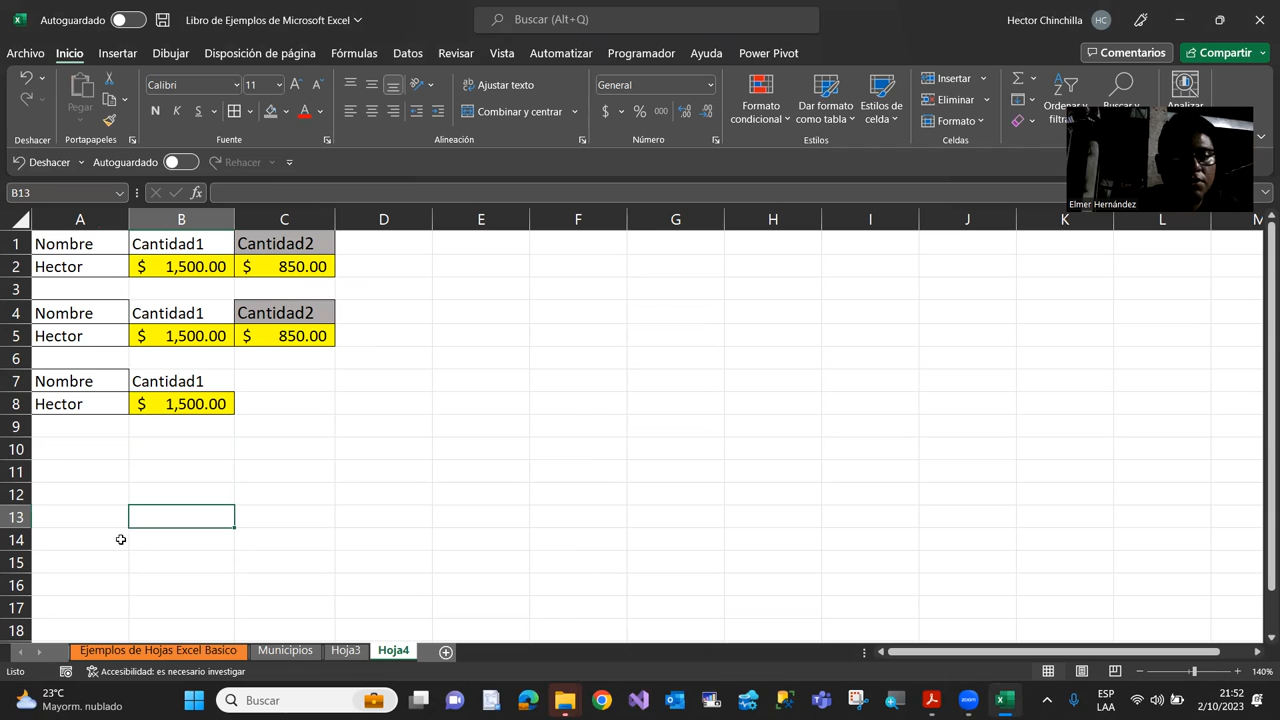 Autoguardado
Libro de Ejemplos de Microsoft Excel
Buscar (Alt+Q)
Hector Chinchilla
HC
Archivo
Inicio
Insertar
Dibujar
Disposición de página
Fórmulas
Datos
Revisar
Vista
Automatizar
Programador
Ayuda
Power Pivot
Comentarios
Compartir
Pegar
Calibri
11
N
K
S
Ajustar texto
Combinar y centrar
General
$
%
000
Formato
condicional
Dar formato
como tabla
Estilos de
celda
Insertar
Eliminar
Formato
Ordenar y
filtra
Buscar y
Analizar
Deshacer
Portapapeles
Fuente
Alineación
Número
Estilos
Celdas
Deshacer
Autoguardado
Rehacer
Elmer Hernández
B13
fx
A B C D E F G H I J K L M
1 Nombre Cantidad1 Cantidad2
2 Hector $ 1,500.00 $ 850.00
3
4 Nombre Cantidad1 Cantidad2
5 Hector $ 1,500.00 $ 850.00
6
7 Nombre Cantidad1
8 Hector $ 1,500.00
9
10
11
12
13
14
15
16
17
18
Ejemplos de Hojas Excel Basico
Municipios
Hoja3
Hoja4
Listo
Accesibilidad: es necesario investigar
140%
23°C
Mayorm. nublado
Buscar
zoom
ESP
LAA
21:52
2/10/2023